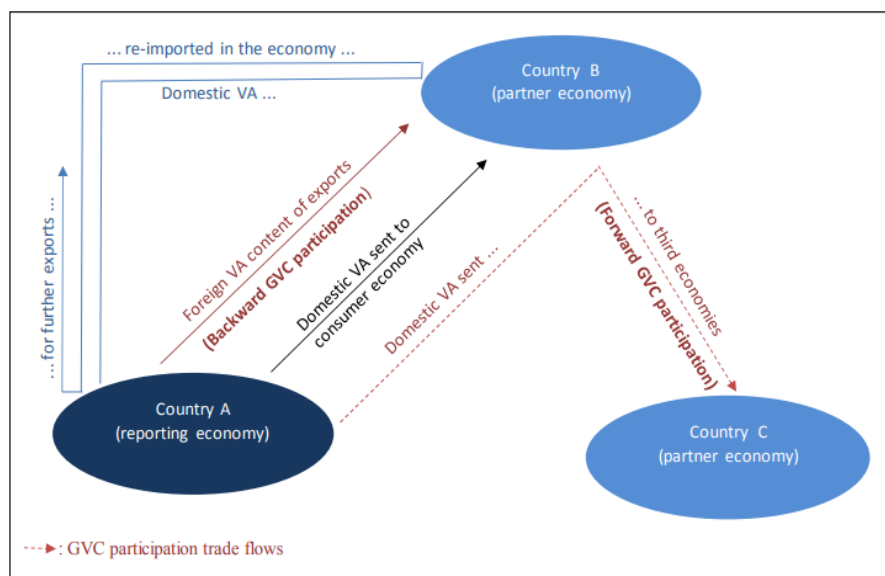 ... re-imported in the economy ...
Domestic VA ...
Country B
(partner economy)
...for further exports ...
Foreign VA content of exports
(Backward GVC participation)
Domestic VA sent to
consumer economy
Domestic VA sent ...
... to third economies
(Forward GVC participation)
Country A
(reporting economy)
Country C
(partner economy)
: GVC participation trade flows